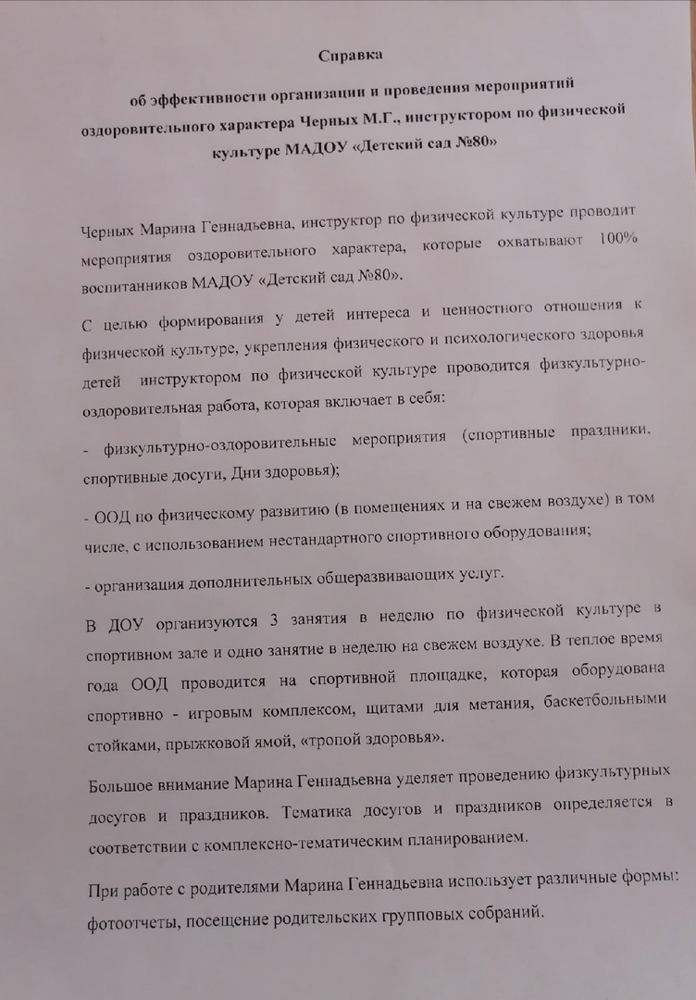 Справка
об эффективности организации и проведения мероприятий
оздоровительного характера Черных М.Г., инструктором по физической
культуре МАДОУ «Детский сад №80»
Черных Марина Геннадьевна, инструктор по физической культуре проводит
мероприятия оздоровительного характера, которые охватывают 100%
воспитанников МАДОУ «Детский сад №80».
С целью формирования у детей интереса и ценностного отношения к
физической культуре, укрепления физического и психологического здоровья
детей инструктором по физической культуре проводится физкультурно-
оздоровительная работа, которая включает в себя:
- физкультурно-оздоровительные мероприятия (спортивные праздники,
спортивные досуги, Дни здоровья);
- ООД по физическому развитию (в помещениях и на свежем воздухе) в том
числе, с использованием нестандартного спортивного оборудования;
- организация дополнительных общеразвивающих услуг.
В ДОУ организуются 3 занятия в неделю по физической культуре в
спортивном зале и одно занятие в неделю на свежем воздухе. В теплое время
года ООД проводится на спортивной площадке, которая оборудована
спортивно - игровым комплексом, щитами для метания, баскетбольными
стойками, прыжковой ямой, «тропой здоровья».
Большое внимание Марина Геннадьевна уделяет проведению физкультурных
досугов и праздников. Тематика досугов и праздников определяется в
соответствии с комплексно-тематическим планированием.
При работе с родителями Марина Геннадьевна использует различные формы:
фотоотчеты, посещение родительских групповых собраний.